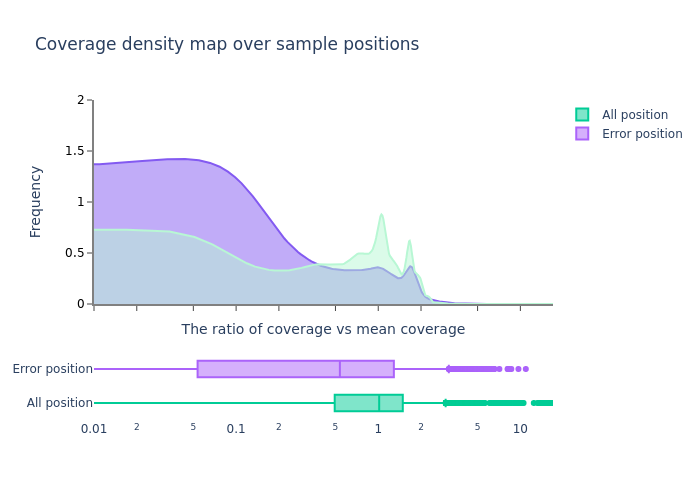 Coverage density map over sample positions
All position
Error position
Frequency
2
1.5
1
0.5
0
The ratio of coverage vs mean coverage
Error position
All position
0.01 2 5 0.1 2 5 1 2 5 10